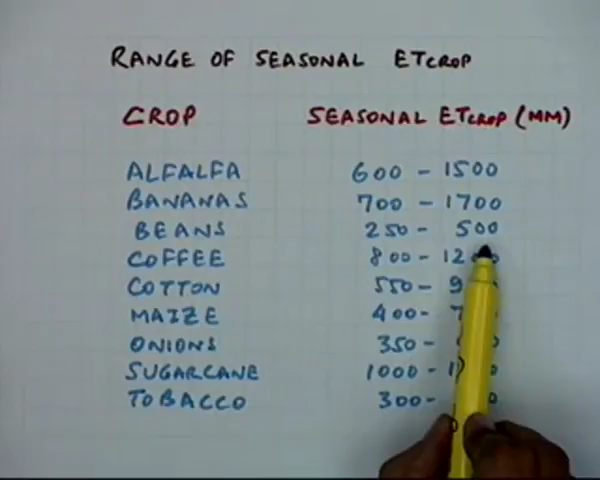 RANGE OF SEASONAL ETCROP
CROP SEASONAL ETCROP (MM)
ALFALFA 600 - 1500
BANANAS 700 - 1700
BEANS 250 - 500
COFFEE 800 -
COTTON 550 -
MAIZE 400 -
ONIONS 350 -
SUGARCANE 1000 -
TOBACCO 300 -